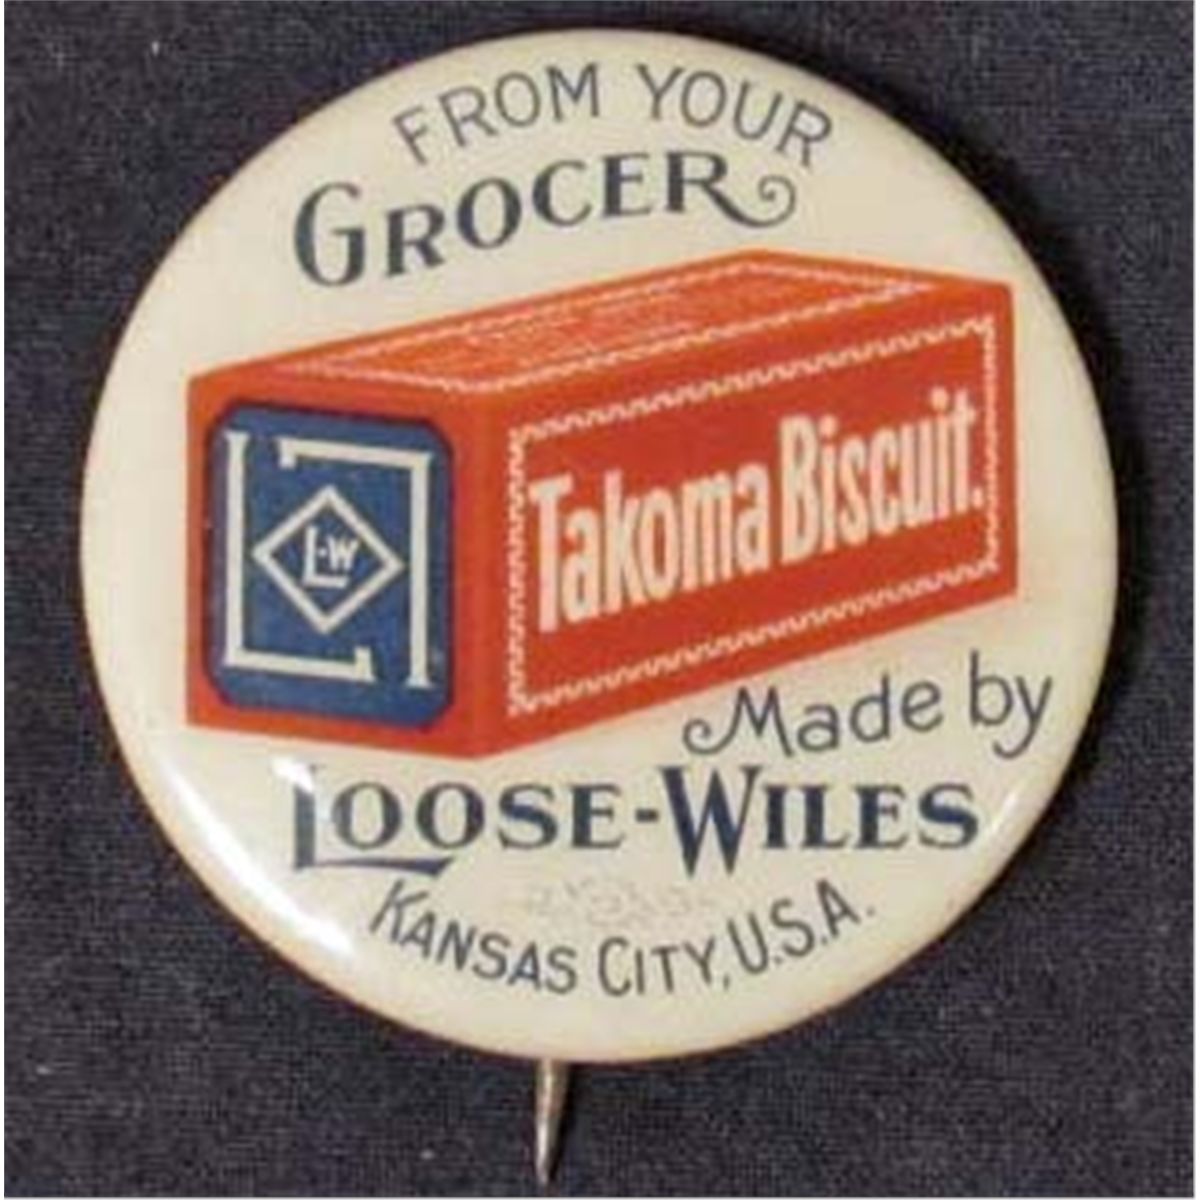 FROM YOUR
GROCER
Takoma Biscuit.
L-W
Made by
LOOSE-WILES
KANSAS CITY, U.S.A.